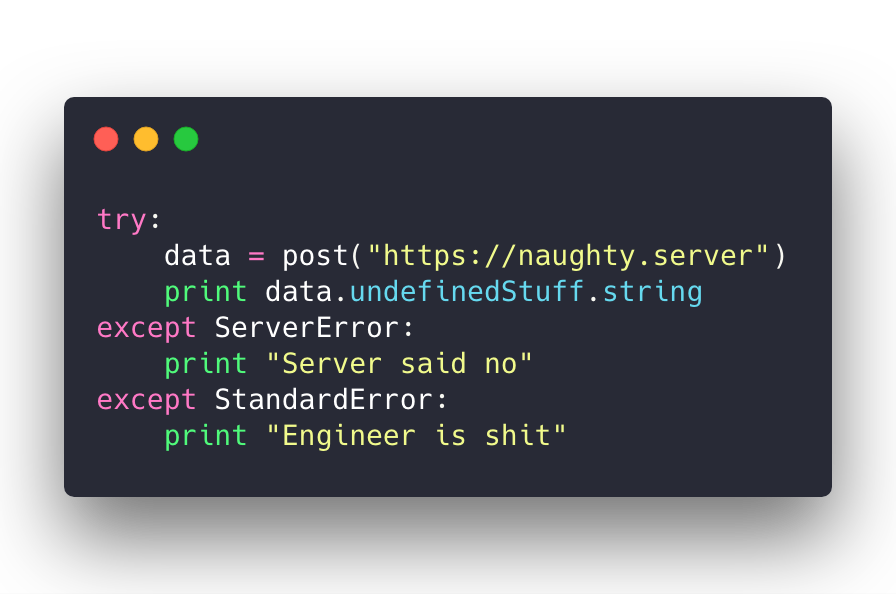 try:
    data = post("https://naughty.server")
    print data.undefinedStuff.string
except ServerError:
    print "Server said no"
except StandardError:
    print "Engineer is shit"